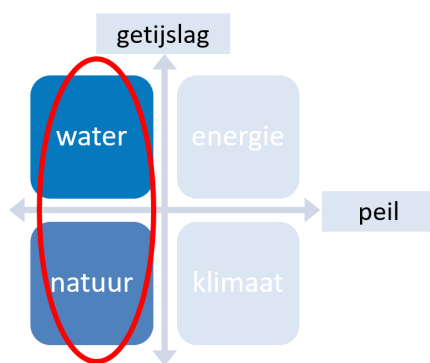 getijslag
water
energie
peil
natuur
klimaat